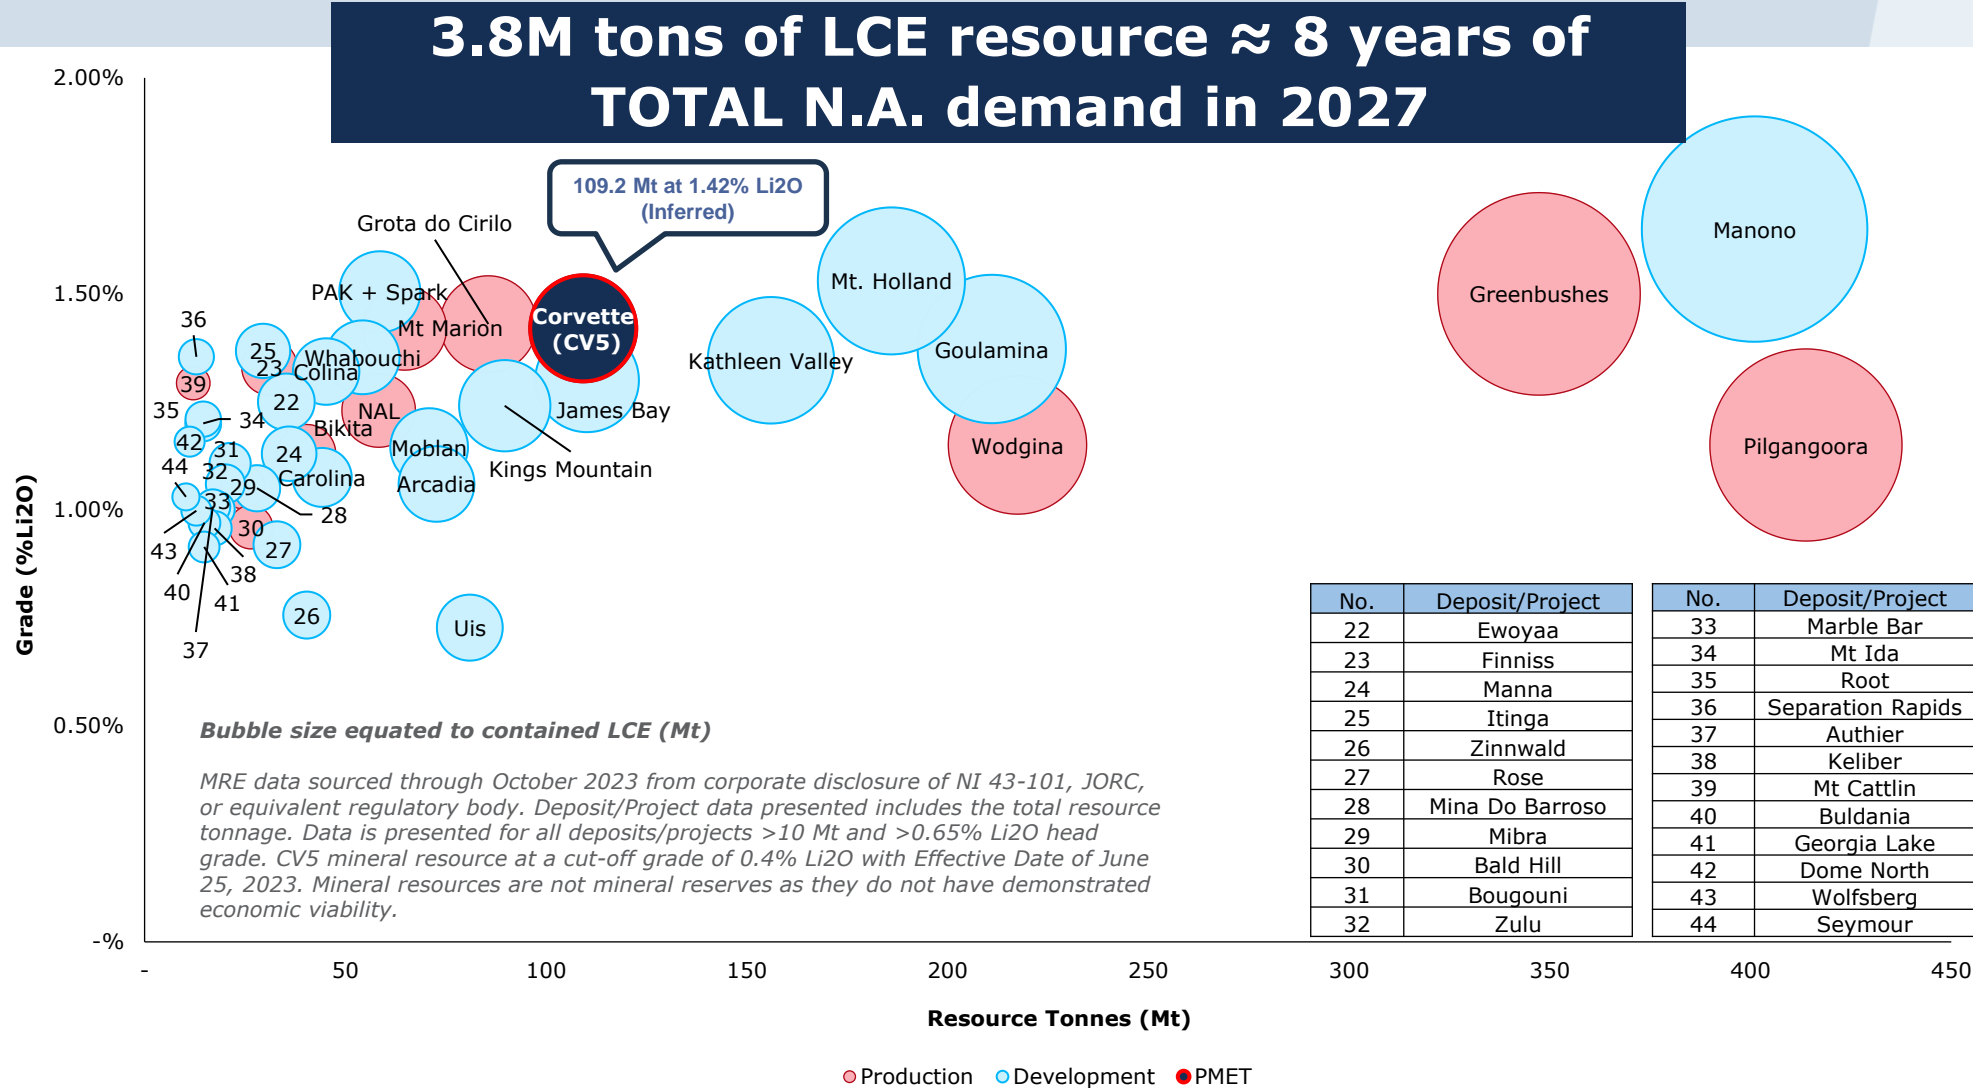 3.8M tons of LCE resource ≈ 8 years of
TOTAL N.A. demand in 2027
2.00%
1.50%
1.00%
0.50%
-%
Grade (%Li2O)
109.2 Mt at 1.42% Li2O
(Inferred)
Grota do Cirilo
PAK + Spark
Mt Marion
Corvette
(CV5)
Mt. Holland
Goulamina
Kathleen Valley
Wodgina
Greenbushes
Manono
Pilgangoora
36
25
23
39
Whabouchi
Colina
22
NAL
Bikita
James Bay
Kings Mountain
Moblan
Arcadia
35
34
42
31
24
44
32
29
Carolina
33
28
30
27
43
38
40
41
37
26
Uis
Bubble size equated to contained LCE (Mt)
MRE data sourced through October 2023 from corporate disclosure of NI 43-101, JORC,
or equivalent regulatory body. Deposit/Project data presented includes the total resource
tonnage. Data is presented for all deposits/projects >10 Mt and >0.65% Li2O head
grade. CV5 mineral resource at a cut-off grade of 0.4% Li2O with Effective Date of June
25, 2023. Mineral resources are not mineral reserves as they do not have demonstrated
economic viability.
No. Deposit/Project
22 Ewoyaa
23 Finniss
24 Manna
25 Itinga
26 Zinnwald
27 Rose
28 Mina Do Barroso
29 Mibra
30 Bald Hill
31 Bougouni
32 Zulu
No. Deposit/Project
33 Marble Bar
34 Mt Ida
35 Root
36 Separation Rapids
37 Authier
38 Keliber
39 Mt Cattlin
40 Buldania
41 Georgia Lake
42 Dome North
43 Wolfsberg
44 Seymour
- 50 100 150 200 250 300 350 400 450
Resource Tonnes (Mt)
Production Development PMET